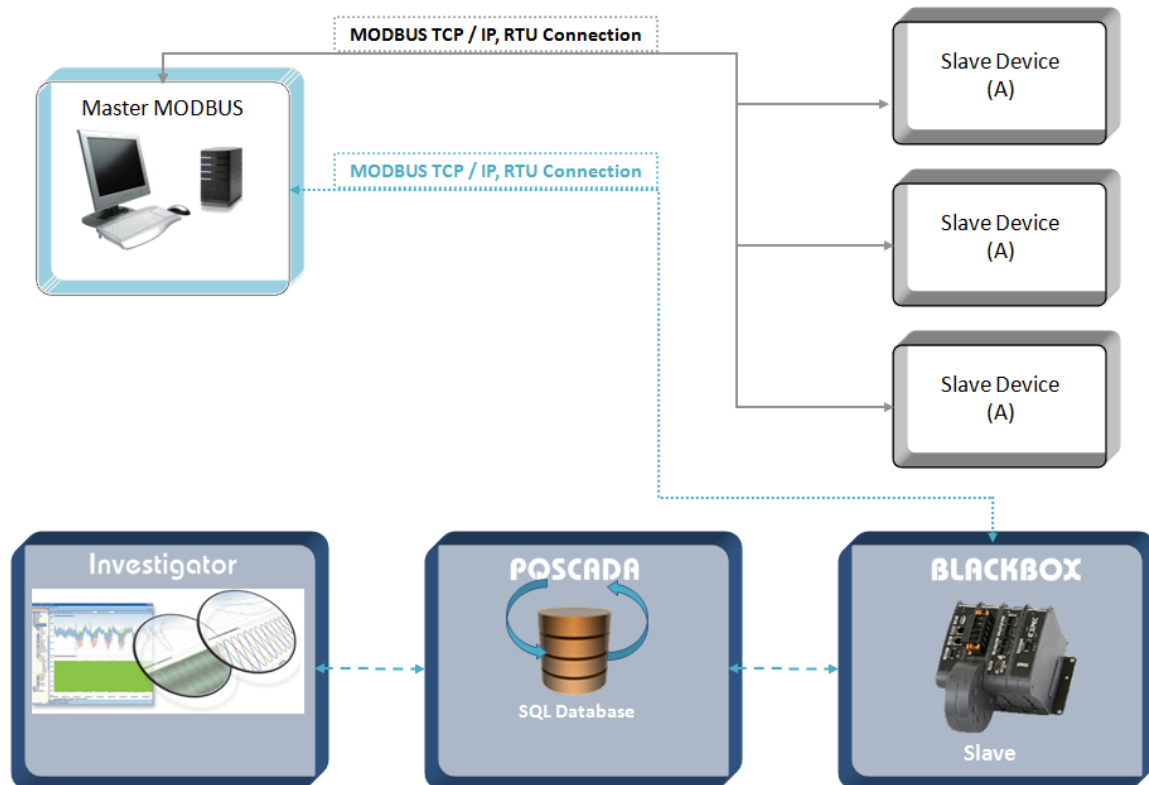 MODBUS TCP / IP, RTU Connection
Slave Device
(A)
Master MODBUS
MODBUS TCP / IP, RTU Connection
Slave Device
(A)
Slave Device
(A)
Investigator
PQSCADA
SQL Database
BLACKBOX
Slave